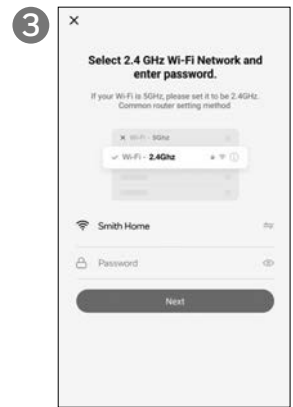 3
Select 2.4 GHz Wi-Fi Network and
enter password.
If your Wi-Fi is 5GHz, please set it to be 2.4GHz.
Common router setting method
Wi-Fi - 5Ghz
Wi-Fi - 2.4Ghz
Smith Home
Password
Next